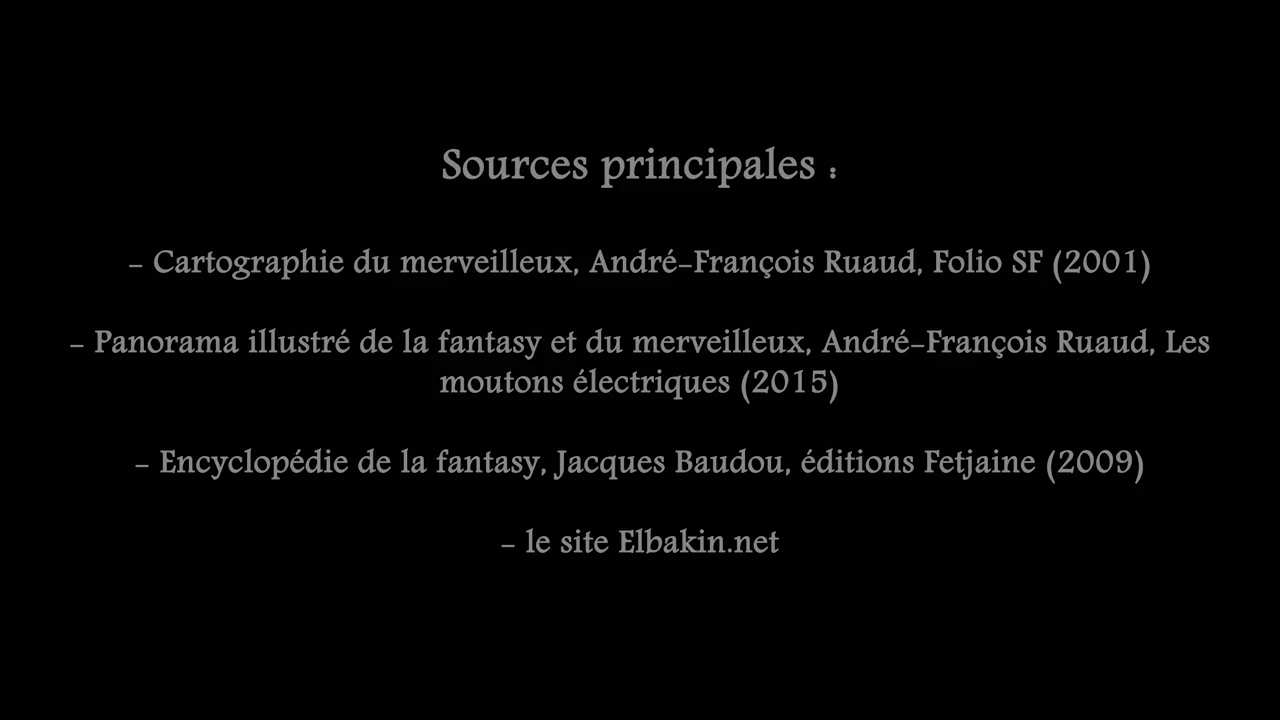 Sources principales :
- Cartographie du merveilleux, André-François Ruaud, Folio SF (2001)
- Panorama illustré de la fantasy et du merveilleux, André-François Ruaud, Les
moutons électriques (2015)
- Encyclopédie de la fantasy, Jacques Baudou, éditions Fetjaine (2009)
- le site Elbakin.net